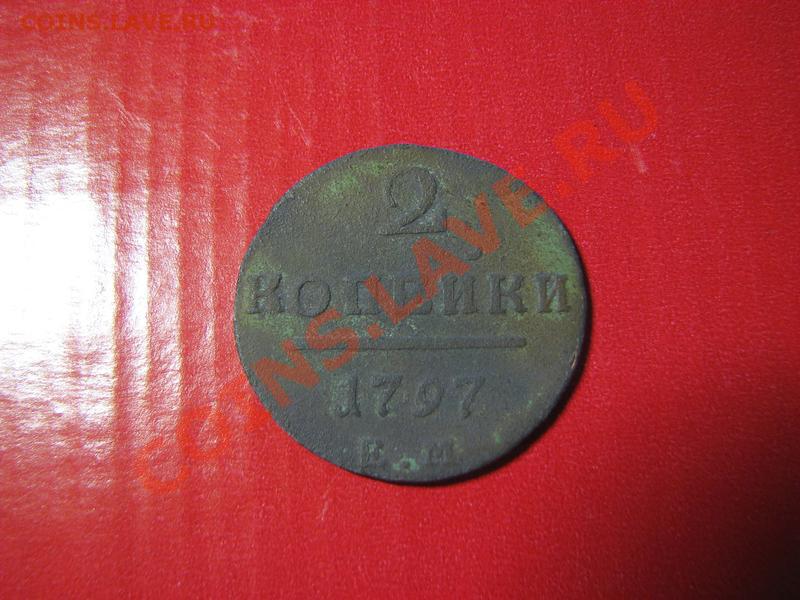 COINS.LAVE.RU
2
КОПЕЙКИ
1797
Е.М
COINS.LAVE.RU